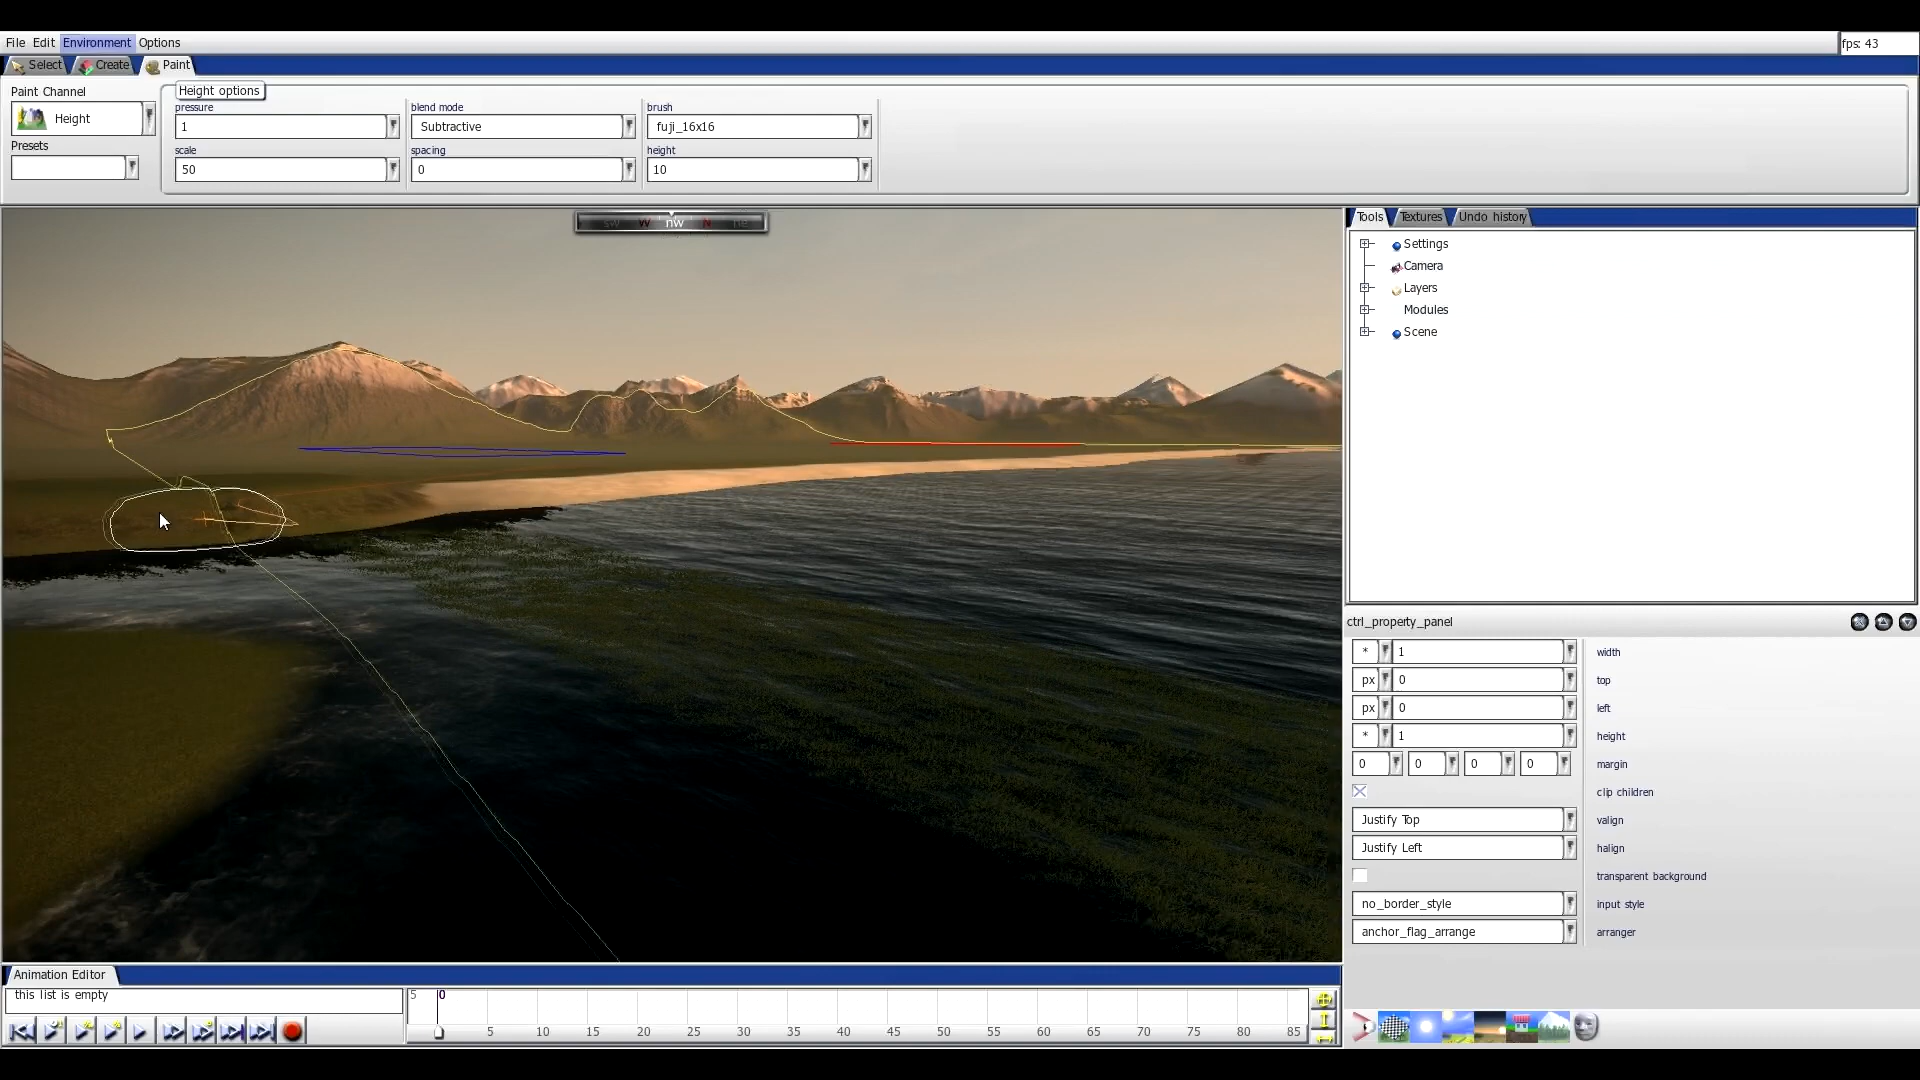 File Edit Environment Options
fps: 43
Select Create Paint
Paint Channel
Height
Presets
Height options
pressure
1
blend mode
Subtractive
brush
fuji_16x16
scale
50
spacing
0
height
10
W nw N ne
Tools Textures Undo history
Settings
Camera
Layers
Modules
Scene
ctrl_property_panel
* 1 width
px 0 top
px 0 left
* 1 height
0 0 0 0 margin
clip children
Justify Top valign
Justify Left halign
transparent background
no_border_style input style
anchor_flag_arrange arranger
Animation Editor
this list is empty
5 0
5 10 15 20 25 30 35 40 45 50 55 60 65 70 75 80 85